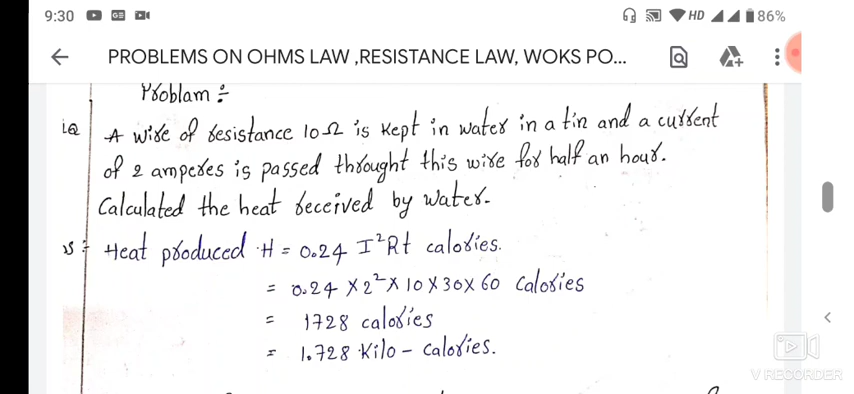 9:30 HD 86%
PROBLEMS ON OHMS LAW ,RESISTANCE LAW, WOKS PO...
Problam :-
1Q A wire of resistance 10Ω is kept in water in a tin and a current
of 2 amperes is passed throught this wire for half an hour.
Calculated the heat received by water.
1S:- Heat produced H = 0.24 I²Rt calories.
= 0.24 X 2² X 10 X 30 X 60 Calories
= 1728 calories
= 1.728 Kilo - Calories.
V RECORDER